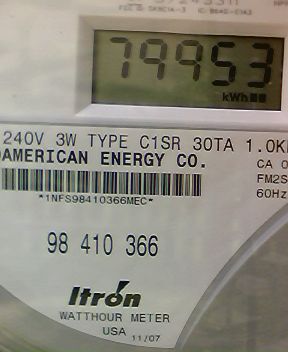 79953
kWh
240V 3W TYPE C1SR 30TA 1.0K
AMERICAN ENERGY CO.
CA 0
FM2S
60Hz
*1NFS98410366MEC*
98 410 366
Itron
WATTHOUR METER
USA 11/07